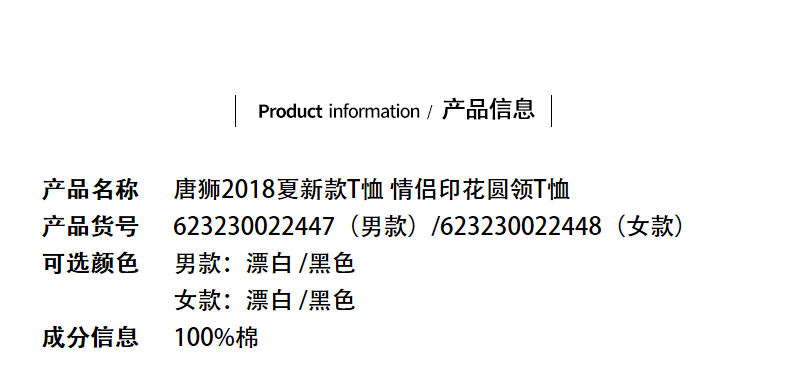 Product information / 产品信息
产品名称 唐狮2018夏新款T恤 情侣印花圆领T恤
产品货号 623230022447（男款）/623230022448（女款）
可选颜色 男款：漂白 /黑色
女款：漂白 /黑色
成分信息 100%棉